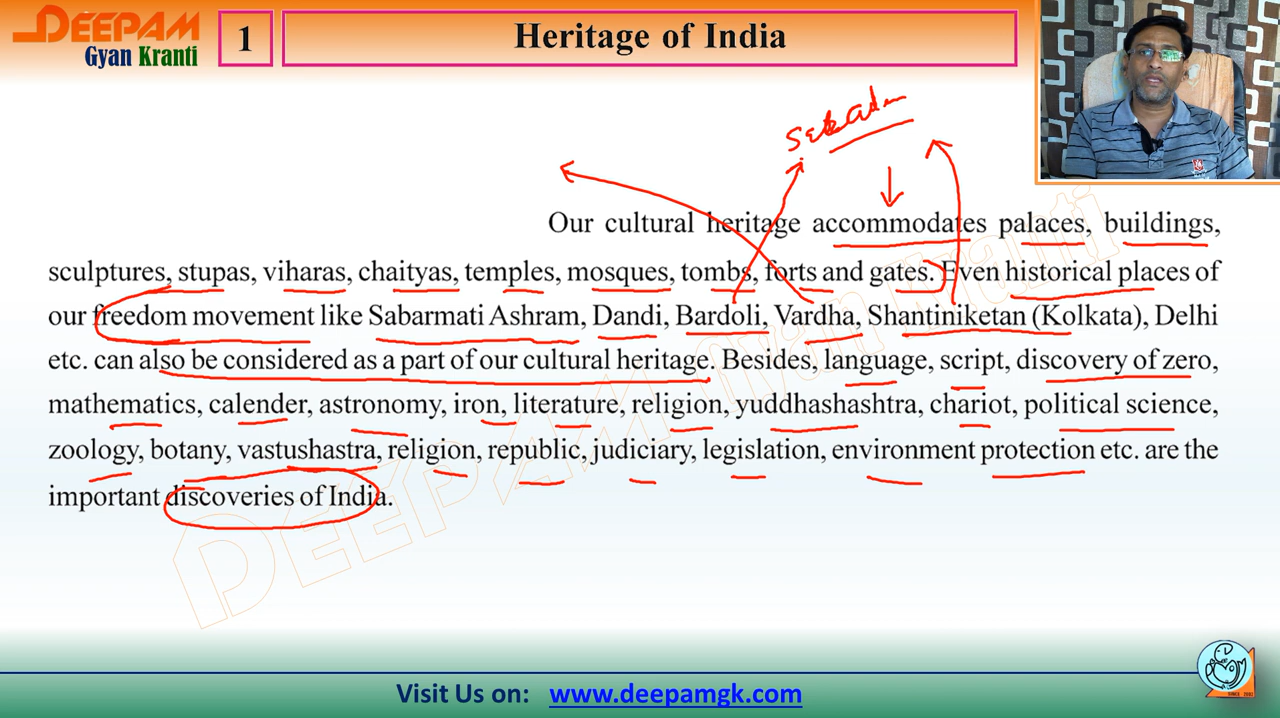 DEEPAM
Gyan Kranti
1
Heritage of India
Our cultural heritage accommodates palaces, buildings,
sculptures, stupas, viharas, chaityas, temples, mosques, tombs, forts and gates. Even historical places of
our freedom movement like Sabarmati Ashram, Dandi, Bardoli, Vardha, Shantiniketan (Kolkata), Delhi
etc. can also be considered as a part of our cultural heritage. Besides, language, script, discovery of zero,
mathematics, calender, astronomy, iron, literature, religion, yuddhashashtra, chariot, political science,
zoology, botany, vastushastra, religion, republic, judiciary, legislation, environment protection etc. are the
important discoveries of India.
DEEPAM Gyan Kranti
Visit Us on: www.deepamgk.com